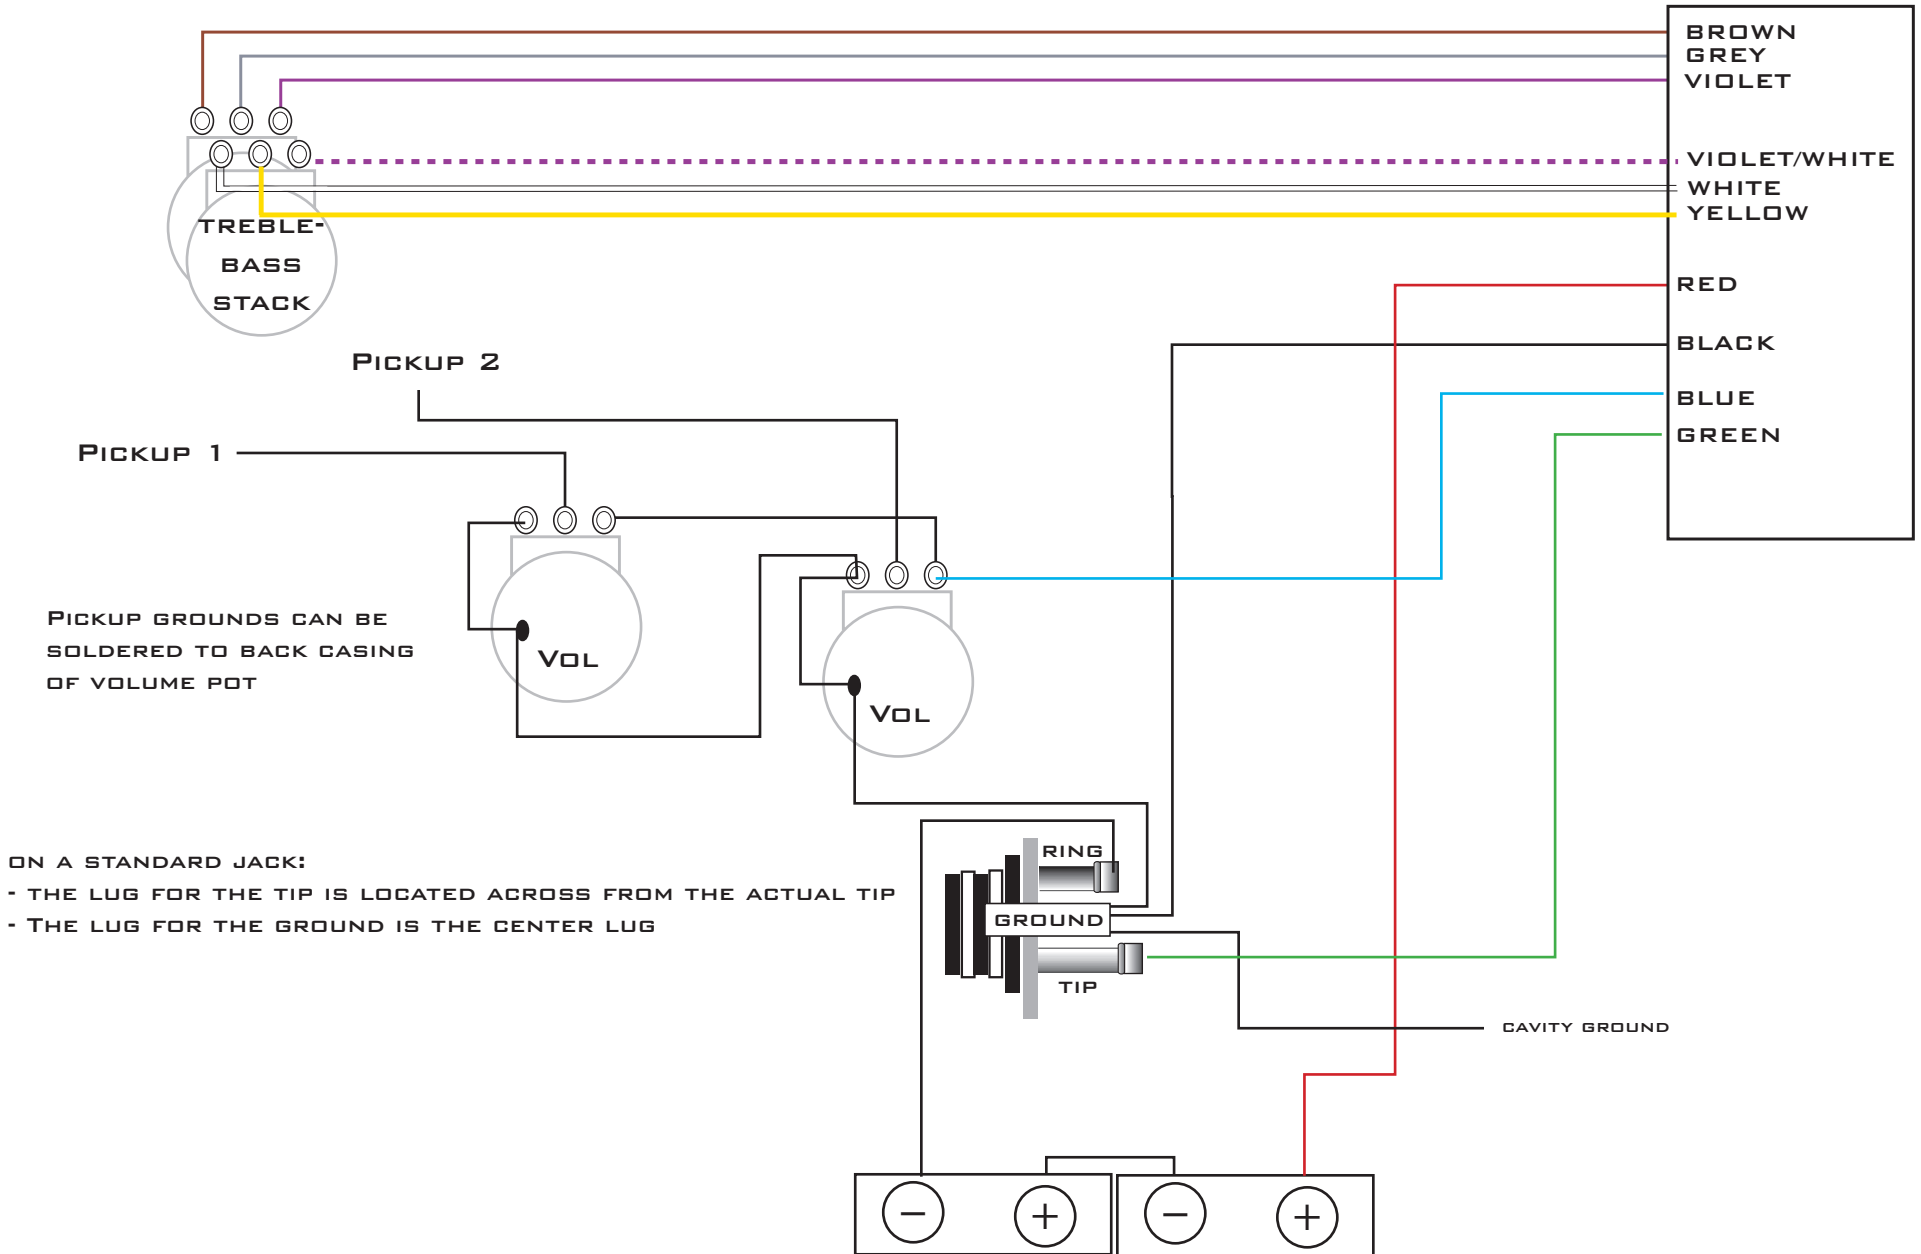 BROWN
GREY
VIOLET
VIOLET/WHITE
WHITE
YELLOW
TREBLE-
BASS
STACK
RED
BLACK
PICKUP 2
BLUE
GREEN
PICKUP 1
PICKUP GROUNDS CAN BE
SOLDERED TO BACK CASING
OF VOLUME POT
VOL
VOL
ON A STANDARD JACK:
- THE LUG FOR THE TIP IS LOCATED ACROSS FROM THE ACTUAL TIP
- THE LUG FOR THE GROUND IS THE CENTER LUG
RING
GROUND
TIP
CAVITY GROUND
− + − +